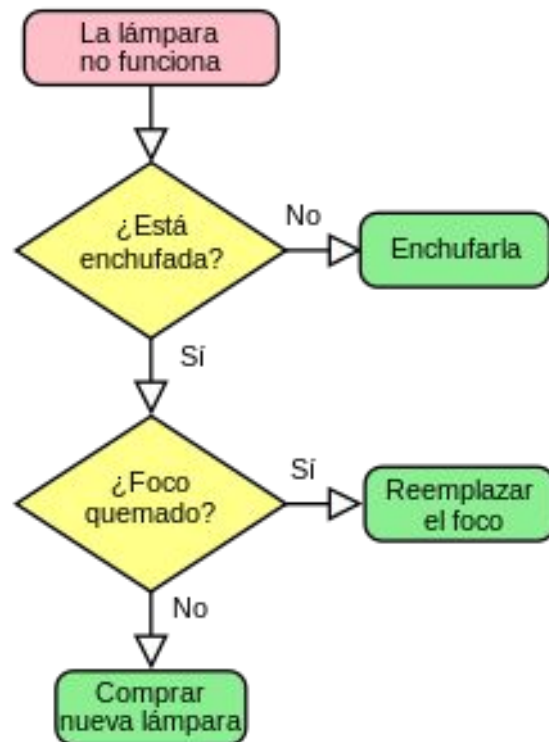 La lámpara
no funciona
¿Está
enchufada?
No
Enchufarla
Sí
¿Foco
quemado?
Sí
Reemplazar
el foco
No
Comprar
nueva lámpara